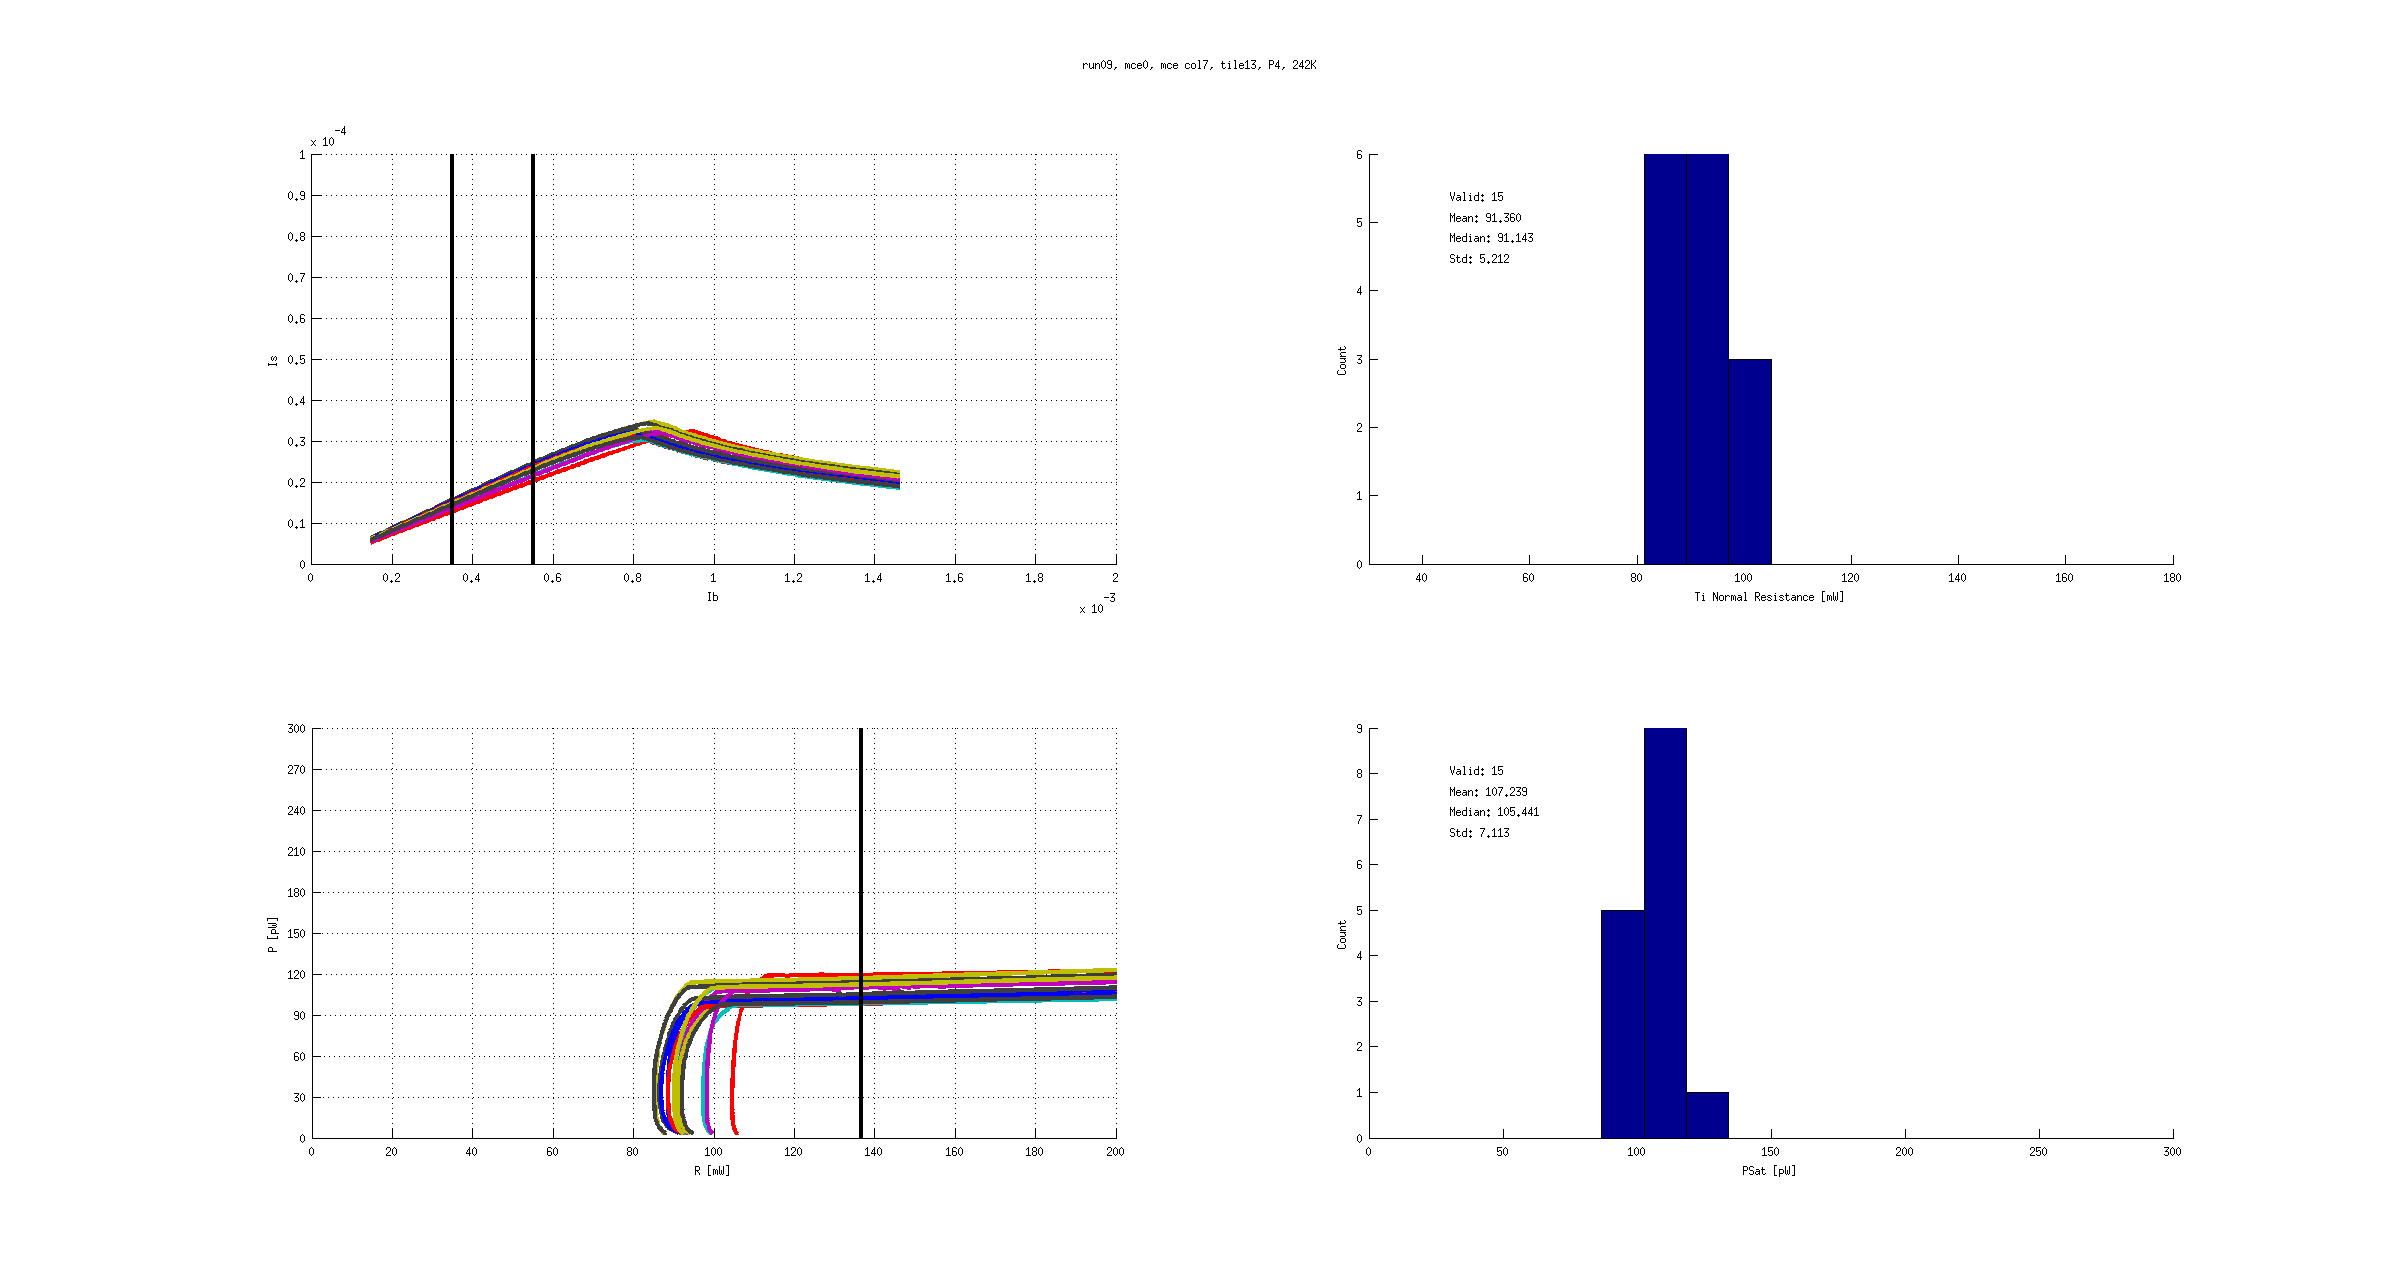 run09, mce0, mce col7, tile13, P4, 242K
x 10^-4
1
0.9
0.8
0.7
0.6
0.5
0.4
0.3
0.2
0.1
0
Is
0 0.2 0.4 0.6 0.8 1 1.2 1.4 1.6 1.8 2
Ib
x 10^-3
6
5
4
3
2
1
0
Count
Valid: 15
Mean: 91.360
Median: 91.143
Std: 5.212
40 60 80 100 120 140 160 180
Ti Normal Resistance [mW]
300
270
240
210
180
150
120
90
60
30
0
P [pW]
0 20 40 60 80 100 120 140 160 180 200
R [mW]
9
8
7
6
5
4
3
2
1
0
Count
Valid: 15
Mean: 107.239
Median: 105.441
Std: 7.113
0 50 100 150 200 250 300
PSat [pW]